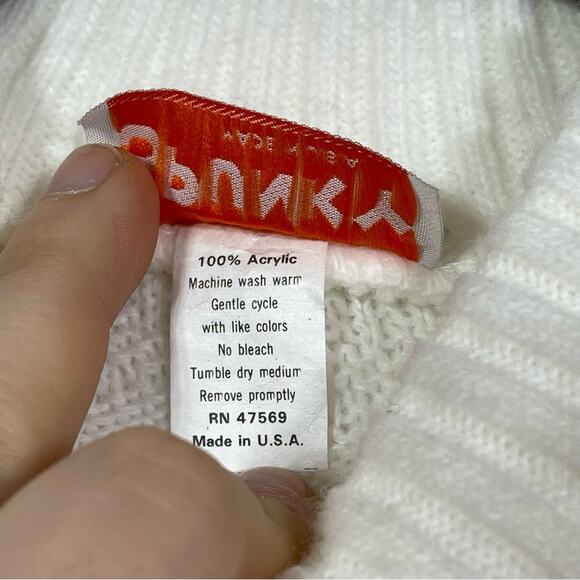 SPUNKY
100% Acrylic
Machine wash warm
Gentle cycle
with like colors
No bleach
Tumble dry medium
Remove promptly
RN 47569
Made in U.S.A.